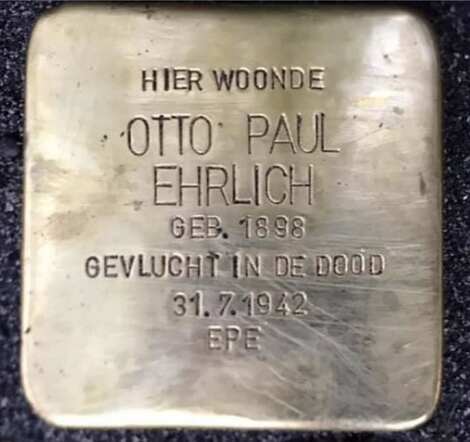 HIER WOONDE
OTTO PAUL
EHRLICH
GEB. 1898
GEVLUCHT IN DE DOOD
31.7.1942
EPE